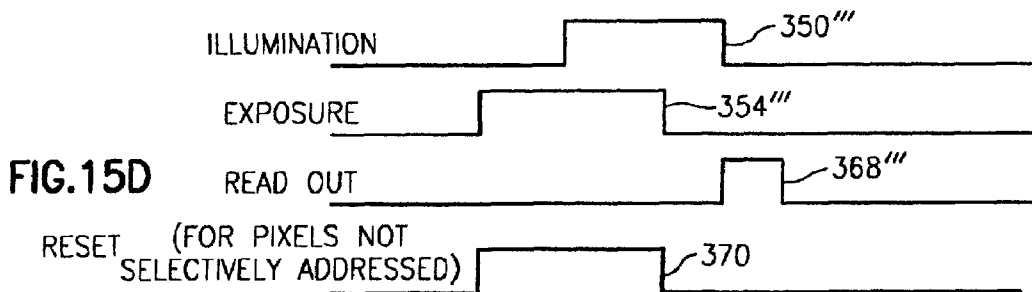 ILLUMINATION 350'''
EXPOSURE 354'''
FIG.15D READ OUT 368'''
RESET (FOR PIXELS NOT
SELECTIVELY ADDRESSED) 370